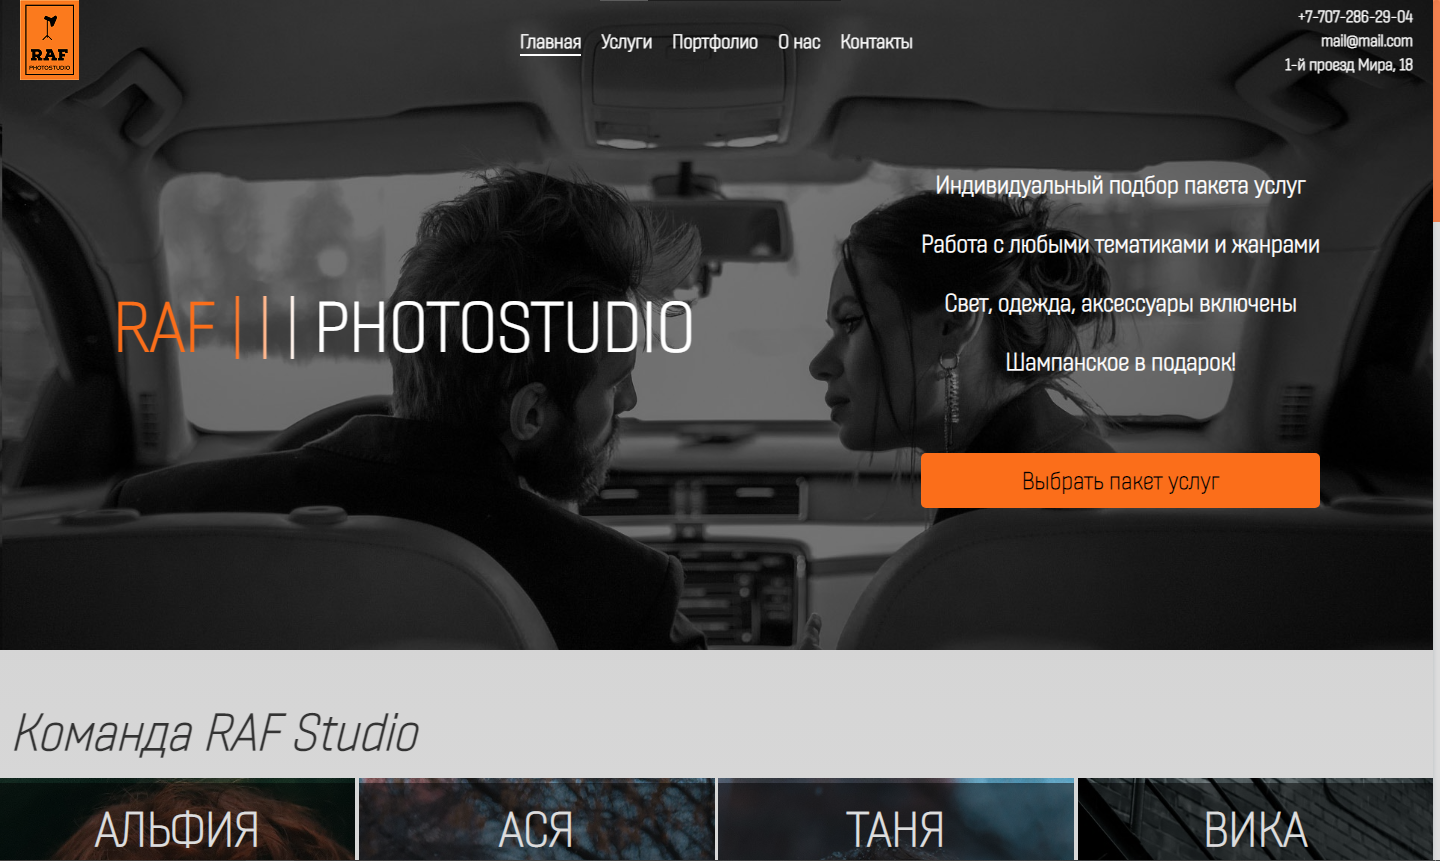 RAF
PHOTOSTUDIO
Главная Услуги Портфолио О нас Контакты
+7-707-286-29-04
mail@mail.com
1-й проезд Мира, 18
RAF | | | PHOTOSTUDIO
Индивидуальный подбор пакета услуг
Работа с любыми тематиками и жанрами
Свет, одежда, аксессуары включены
Шампанское в подарок!
Выбрать пакет услуг
Команда RAF Studio
АЛЬФИЯ АСЯ ТАНЯ ВИКА